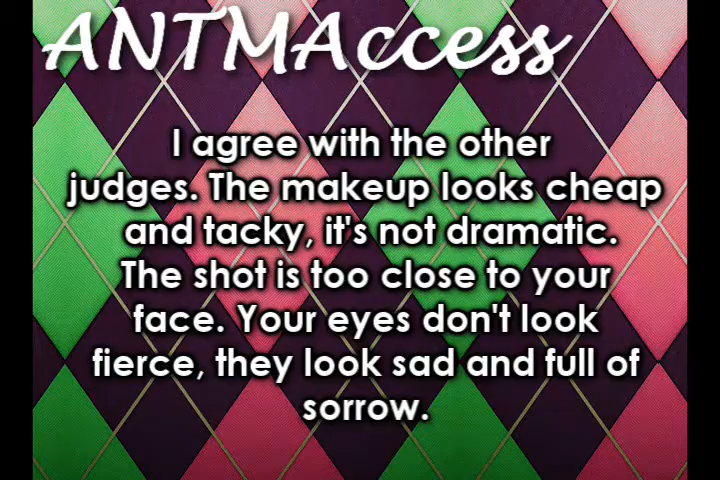 ANTMAccess
I agree with the other
judges. The makeup looks cheap
and tacky, it's not dramatic.
The shot is too close to your
face. Your eyes don't look
fierce, they look sad and full of
sorrow.